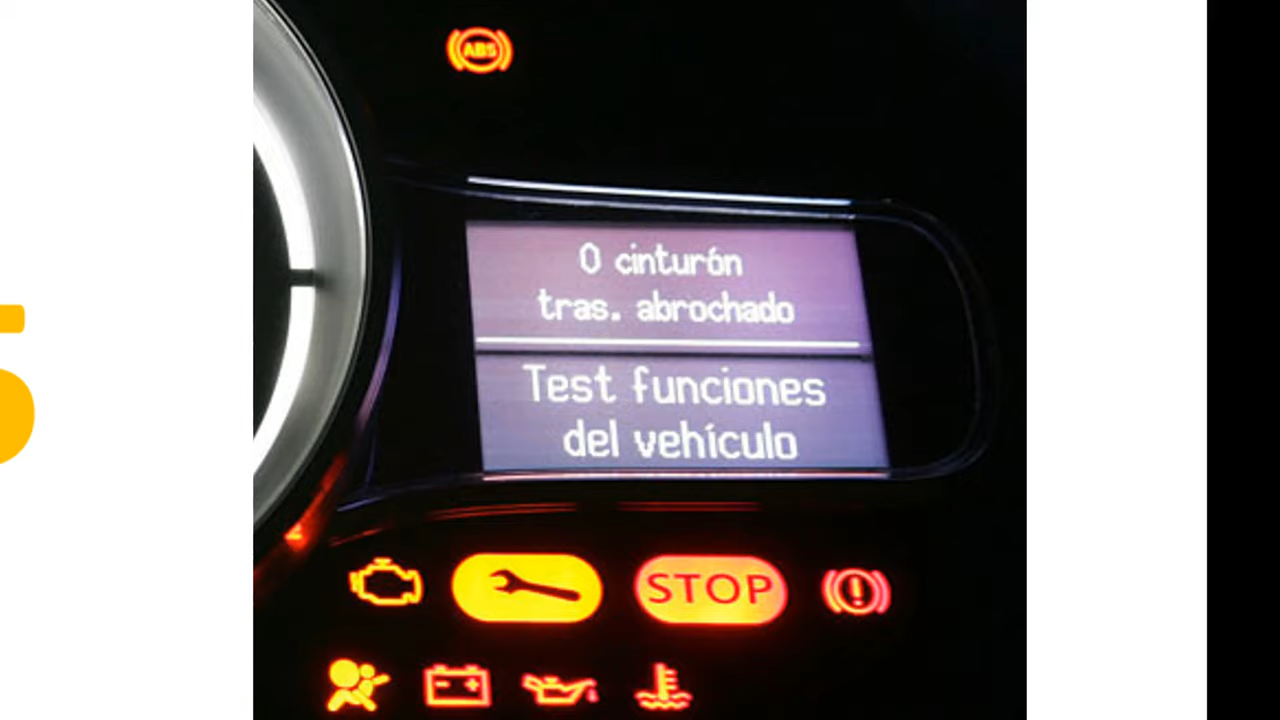 ABS
0 cinturón
tras. abrochado
Test funciones
del vehículo
STOP